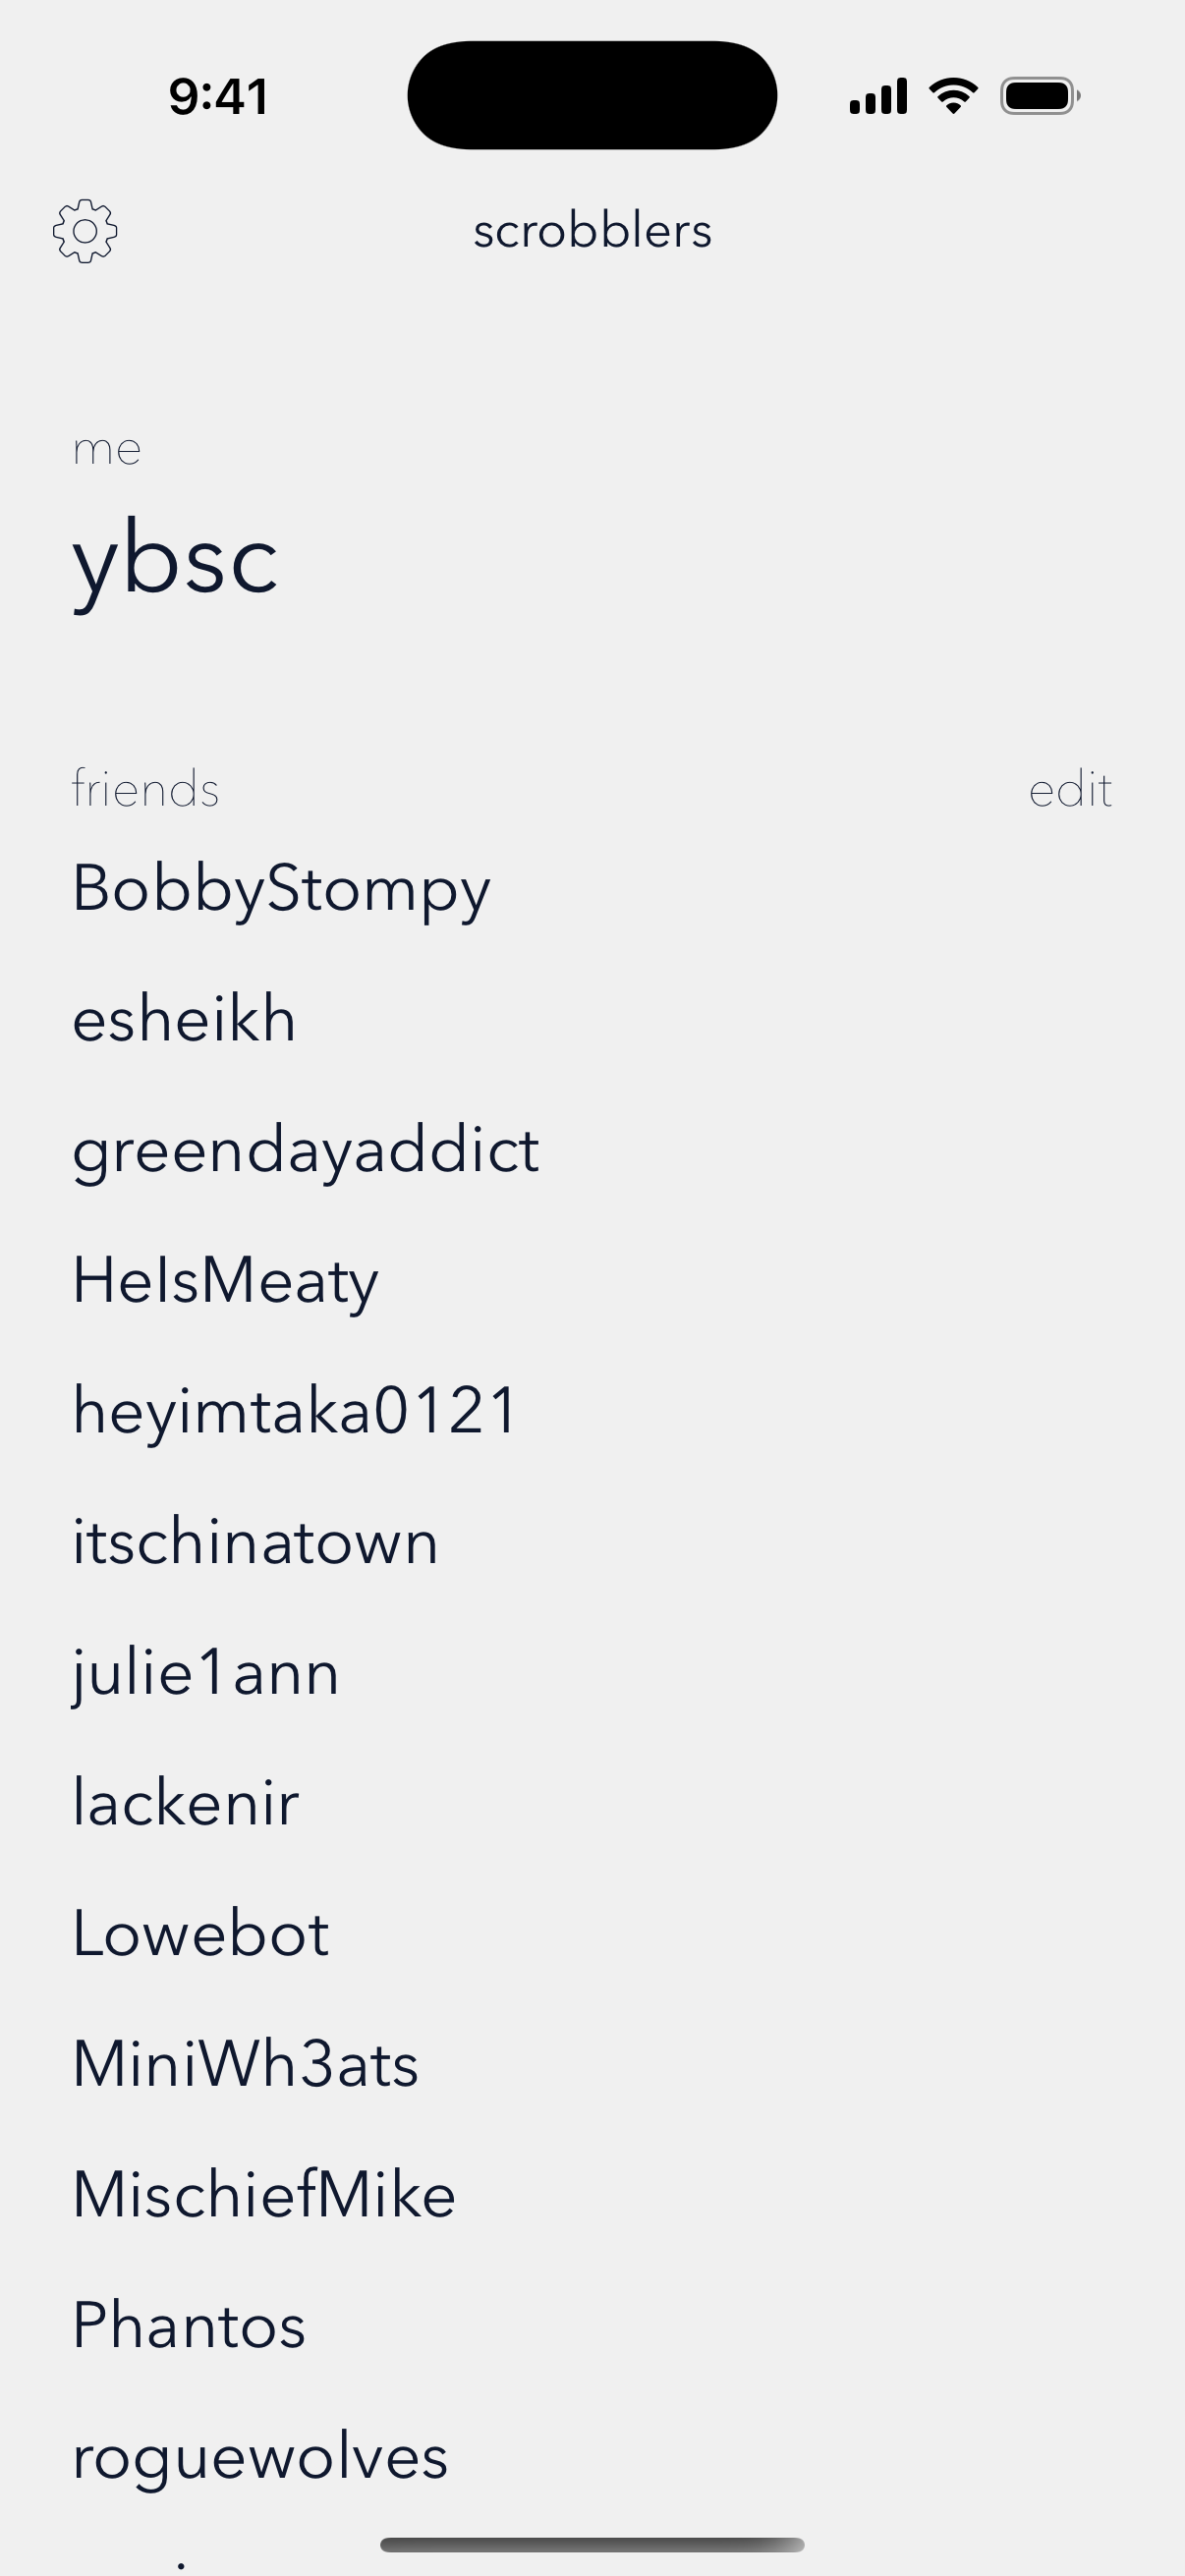 9:41
scrobblers
me
ybsc
friends edit
BobbyStompy
esheikh
greendayaddict
HeIsMeaty
heyimtaka0121
itschinatown
julie1ann
lackenir
Lowebot
MiniWh3ats
MischiefMike
Phantos
roguewolves